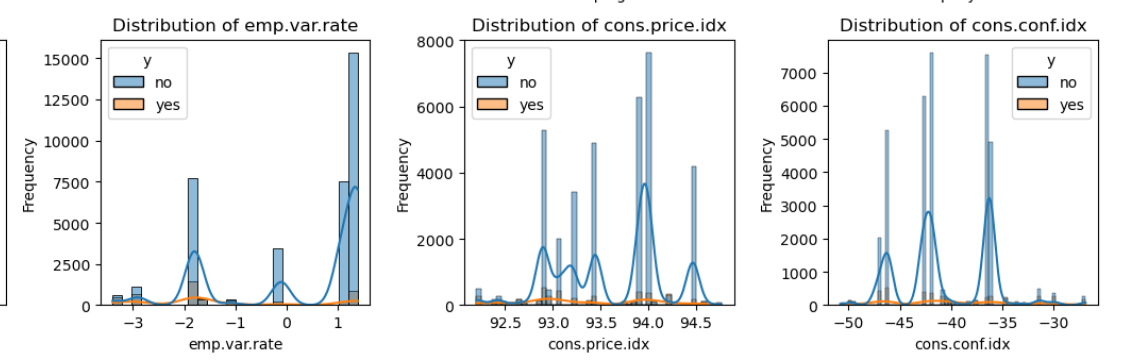 Distribution of emp.var.rate
15000
12500
10000
7500
5000
2500
0
Frequency
y
no
yes
−3
−2
−1
0
1
emp.var.rate
Distribution of cons.price.idx
8000
6000
4000
2000
0
Frequency
y
no
yes
92.5
93.0
93.5
94.0
94.5
cons.price.idx
Distribution of cons.conf.idx
7000
6000
5000
4000
3000
2000
1000
0
Frequency
y
no
yes
−50
−45
−40
−35
−30
cons.conf.idx